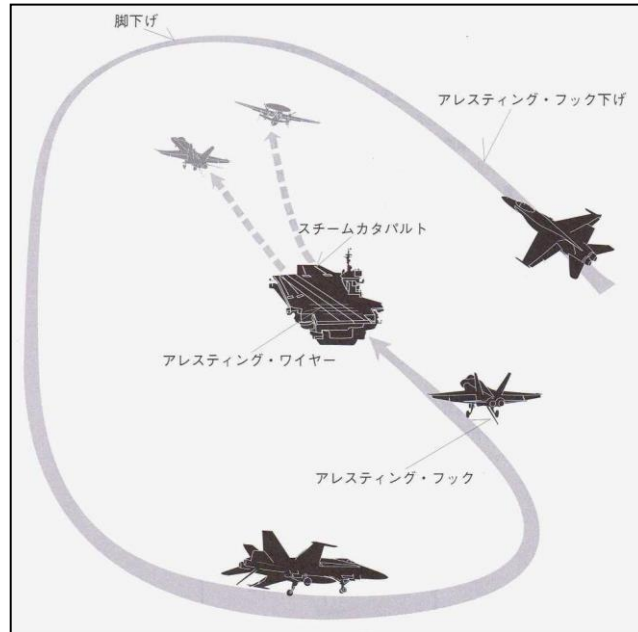 脚下げ
アレスティング・フック下げ
スチームカタパルト
アレスティング・ワイヤー
アレスティング・フック